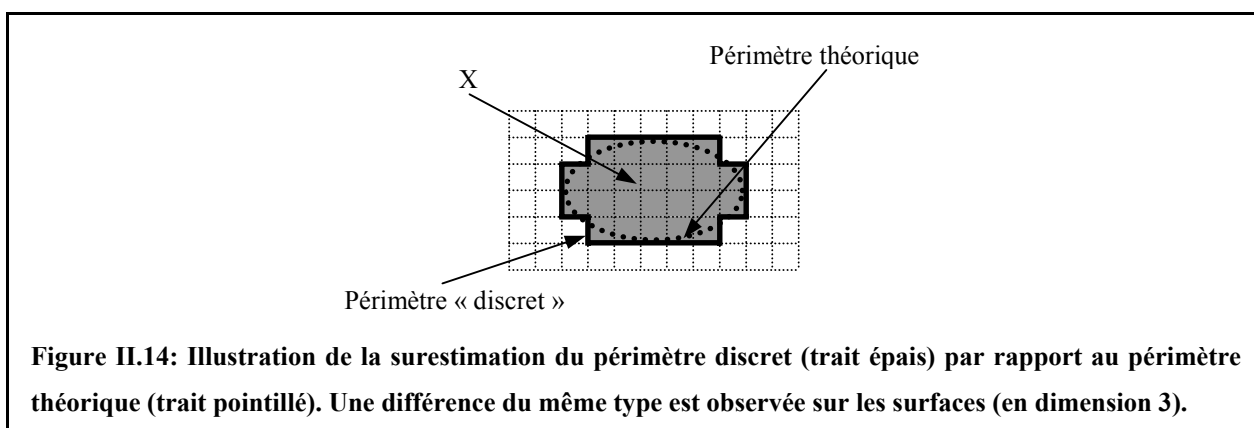 Périmètre théorique
X
Périmètre « discret »
Figure II.14: Illustration de la surestimation du périmètre discret (trait épais) par rapport au périmètre
théorique (trait pointillé). Une différence du même type est observée sur les surfaces (en dimension 3).